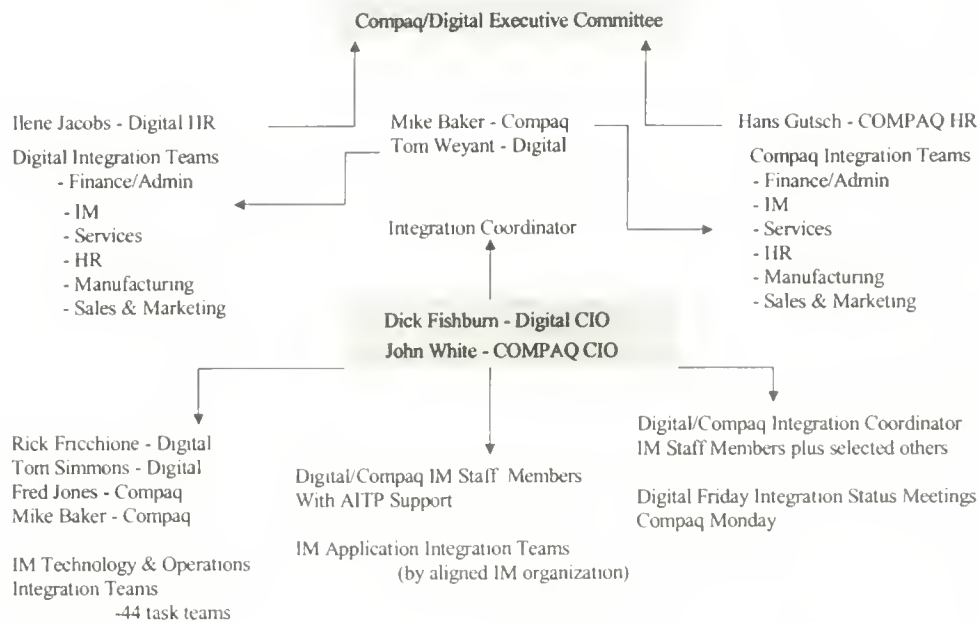 Compaq/Digital Executive Committee
Ilene Jacobs - Digital HR
Digital Integration Teams
- Finance/Admin
- IM
- Services
- HR
- Manufacturing
- Sales & Marketing
Mike Baker - Compaq
Tom Weyant - Digital
Integration Coordinator
Hans Gutsch - COMPAQ HR
Compaq Integration Teams
- Finance/Admin
- IM
- Services
- HR
- Manufacturing
- Sales & Marketing
Dick Fishburn - Digital CIO
John White - COMPAQ CIO
Rick Fricchione - Digital
Tom Simmons - Digital
Fred Jones - Compaq
Mike Baker - Compaq
IM Technology & Operations
Integration Teams
-44 task teams
Digital/Compaq IM Staff Members
With AITP Support
IM Application Integration Teams
(by aligned IM organization)
Digital/Compaq Integration Coordinator
IM Staff Members plus selected others
Digital Friday Integration Status Meetings
Compaq Monday